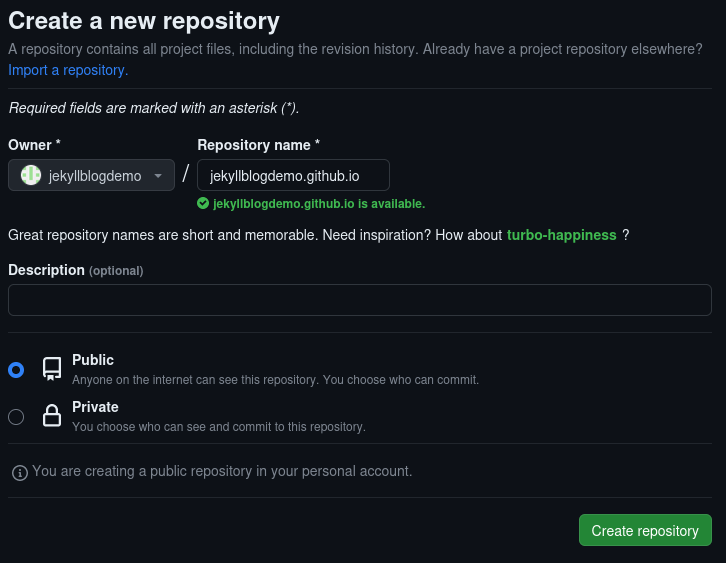 Create a new repository
A repository contains all project files, including the revision history. Already have a project repository elsewhere?
Import a repository.
Required fields are marked with an asterisk (*).
Owner * Repository name *
jekyllblogdemo / jekyllblogdemo.github.io
jekyllblogdemo.github.io is available.
Great repository names are short and memorable. Need inspiration? How about turbo-happiness ?
Description (optional)
Public
Anyone on the internet can see this repository. You choose who can commit.
Private
You choose who can see and commit to this repository.
You are creating a public repository in your personal account.
Create repository